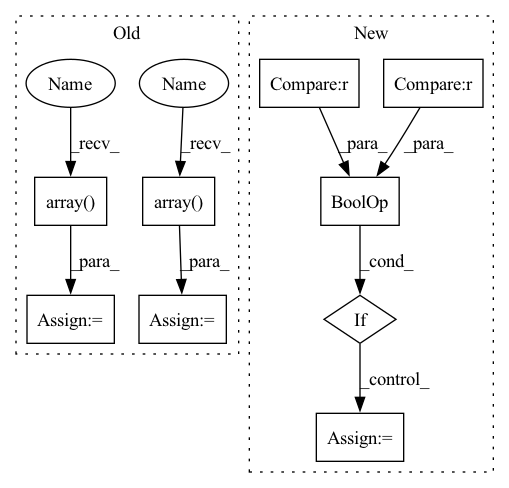 Old
New
Name
Name
Compare:r
Compare:r
_recv_
_recv_
_para_
_para_
array()
array()
BoolOp
_para_
_para_
_cond_
Assign:=
Assign:=
If
_control_
Assign:=